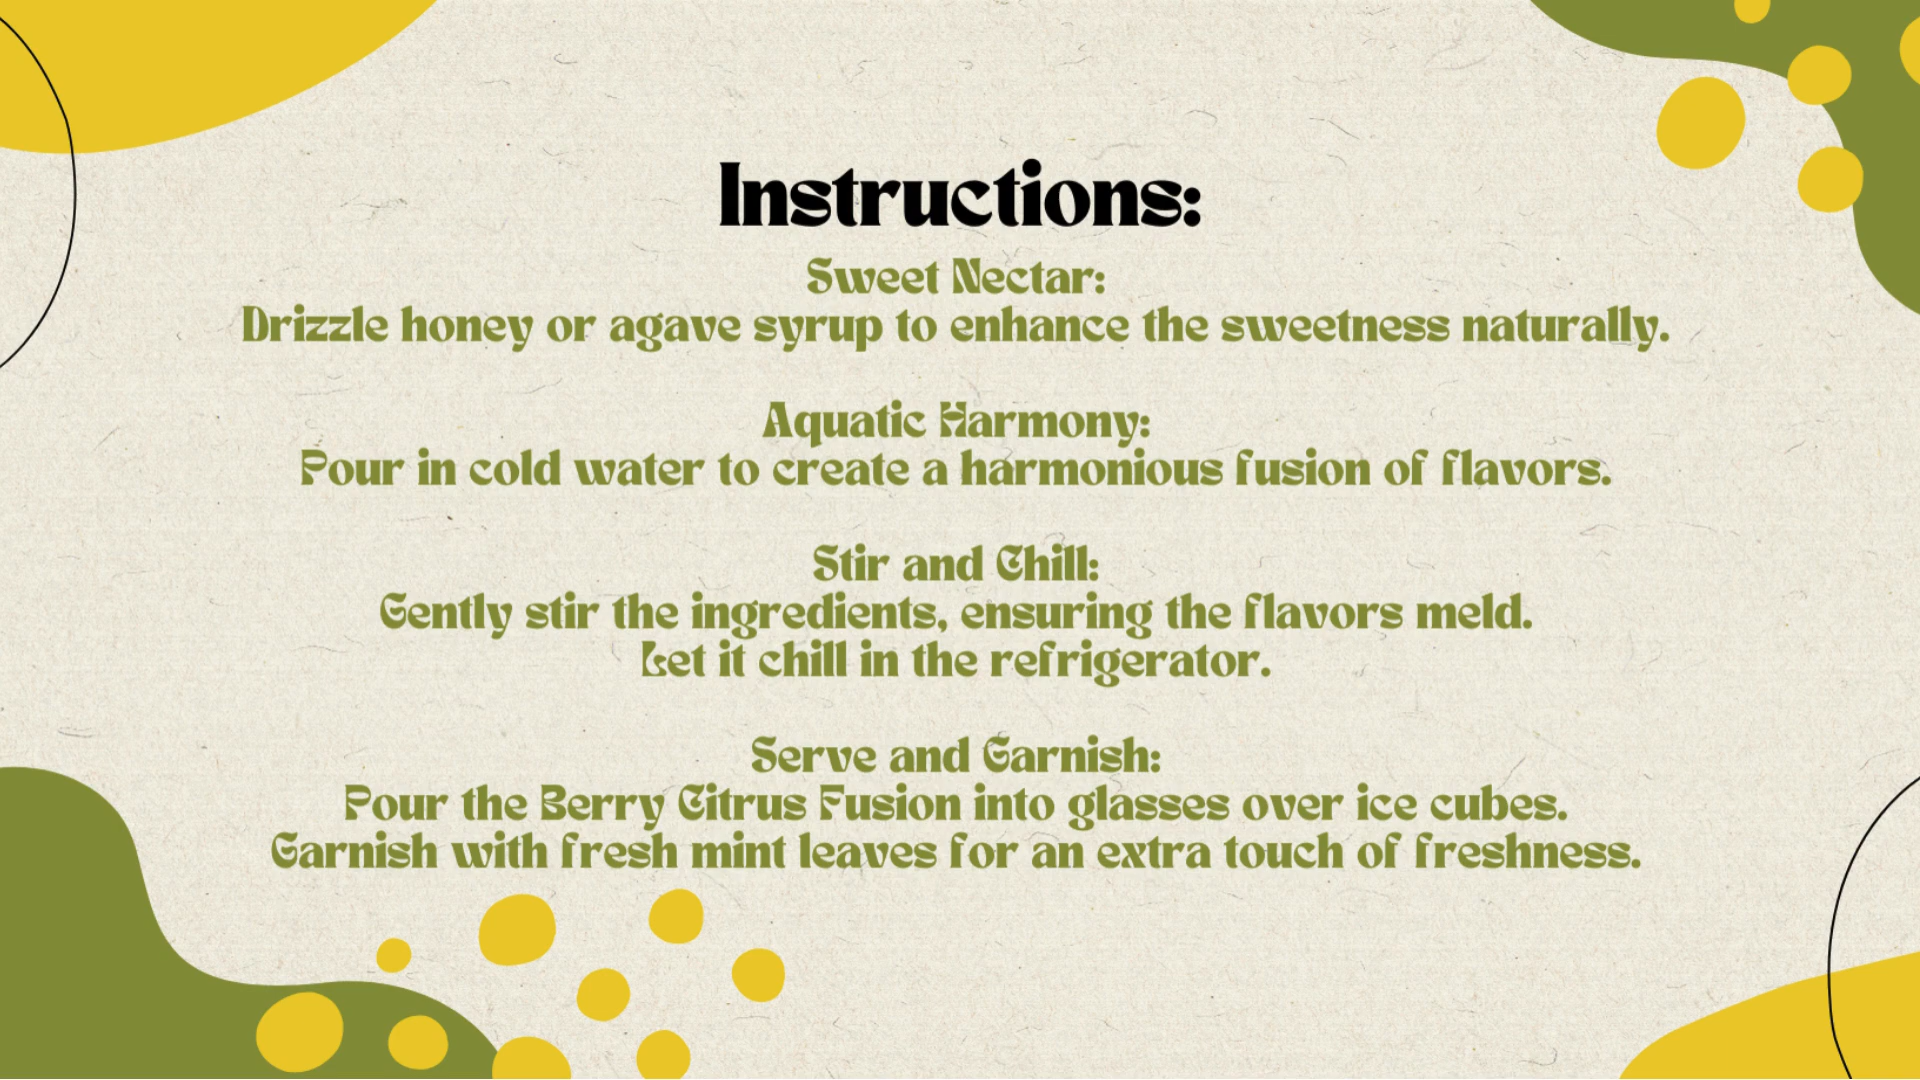 Instructions:
Sweet Nectar:
Drizzle honey or agave syrup to enhance the sweetness naturally.
Aquatic Harmony:
Pour in cold water to create a harmonious fusion of flavors.
Stir and Chill:
Gently stir the ingredients, ensuring the flavors meld.
Let it chill in the refrigerator.
Serve and Garnish:
Pour the Berry Citrus Fusion into glasses over ice cubes.
Garnish with fresh mint leaves for an extra touch of freshness.